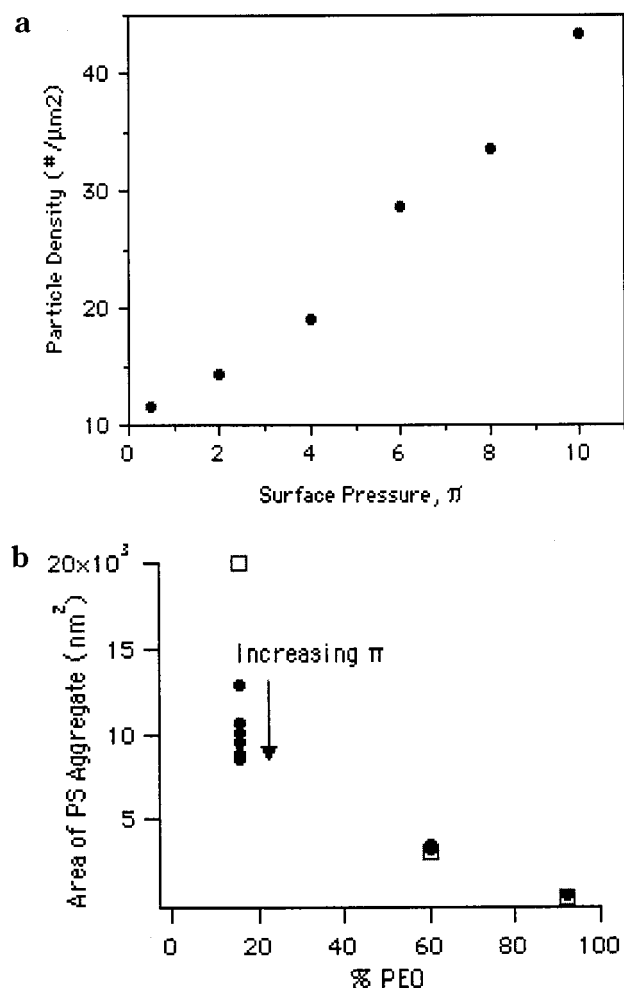 a
40
30
20
10
Particle Density (#/μm2)
0 2 4 6 8 10
Surface Pressure, π
b
20×10³
15
10
5
Area of PS Aggregate (nm²)
Increasing π
0 20 40 60 80 100
% PEO